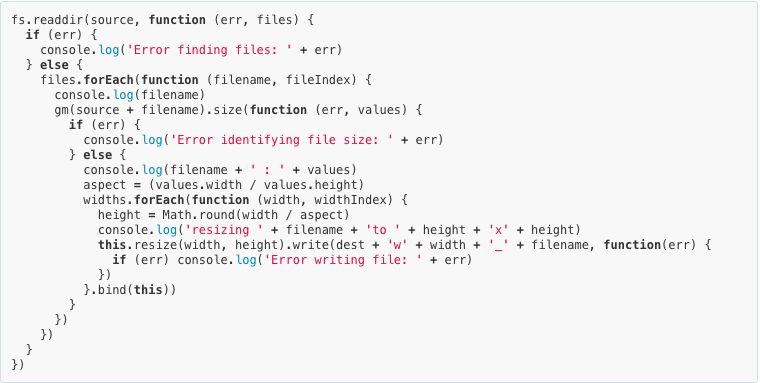 fs.readdir(source, function (err, files) {
  if (err) {
    console.log('Error finding files: ' + err)
  } else {
    files.forEach(function (filename, fileIndex) {
      console.log(filename)
      gm(source + filename).size(function (err, values) {
        if (err) {
          console.log('Error identifying file size: ' + err)
        } else {
          console.log(filename + ' : ' + values)
          aspect = (values.width / values.height)
          widths.forEach(function (width, widthIndex) {
            height = Math.round(width / aspect)
            console.log('resizing ' + filename + 'to ' + height + 'x' + height)
            this.resize(width, height).write(dest + 'w' + width + '_' + filename, function(err) {
              if (err) console.log('Error writing file: ' + err)
            })
          }.bind(this))
        }
      })
    })
  }
})